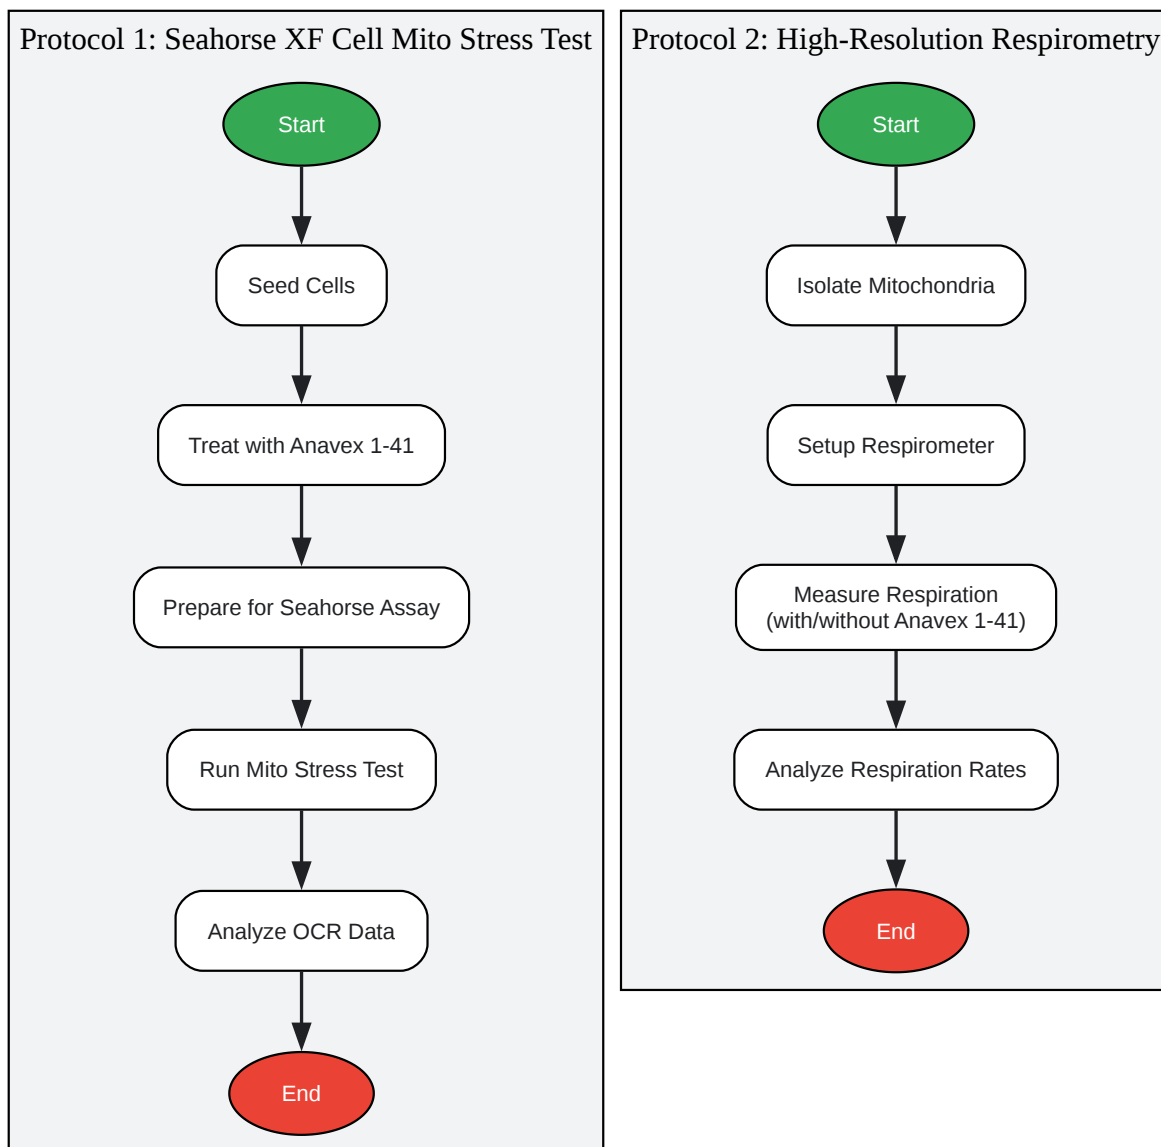 Protocol 1: Seahorse XF Cell Mito Stress Test
Start
Seed Cells
Treat with Anavex 1-41
Prepare for Seahorse Assay
Run Mito Stress Test
Analyze OCR Data
End
Protocol 2: High-Resolution Respirometry
Start
Isolate Mitochondria
Setup Respirometer
Measure Respiration
(with/without Anavex 1-41)
Analyze Respiration Rates
End